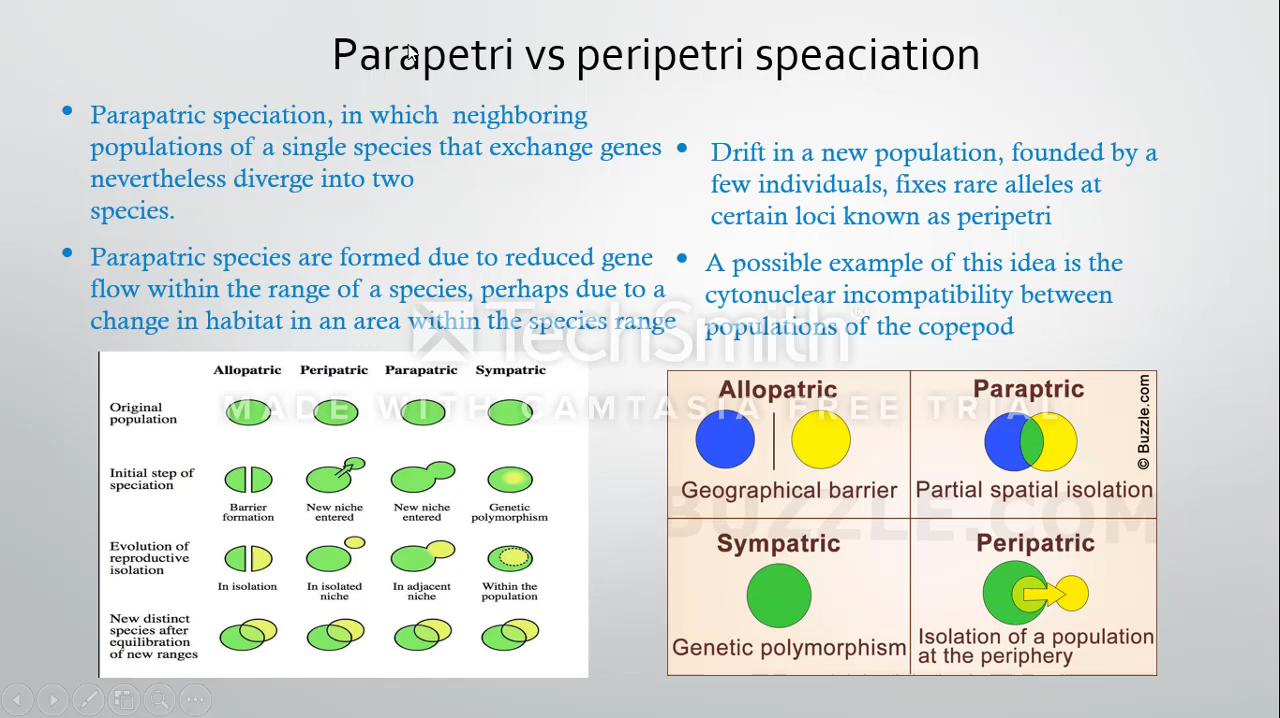 Parapetri vs peripetri speaciation
• Parapatric speciation, in which neighboring
populations of a single species that exchange genes
nevertheless diverge into two
species.
• Parapatric species are formed due to reduced gene
flow within the range of a species, perhaps due to a
change in habitat in an area within the species range
• Drift in a new population, founded by a
few individuals, fixes rare alleles at
certain loci known as peripetri
• A possible example of this idea is the
cytonuclear incompatibility between
populations of the copepod
TechSmith
MADE WITH CAMTASIA FREE TRIAL
Allopatric Peripatric Parapatric Sympatric
Original
population
Initial step of
speciation
Barrier
formation
New niche
entered
New niche
entered
Genetic
polymorphism
Evolution of
reproductive
isolation
In isolation
In isolated
niche
In adjacent
niche
Within the
population
New distinct
species after
equilibration
of new ranges
Allopatric
Geographical barrier
Paraptric
Partial spatial isolation
© Buzzle.com
BUZZLE.COM
Sympatric
Genetic polymorphism
Peripatric
Isolation of a population
at the periphery